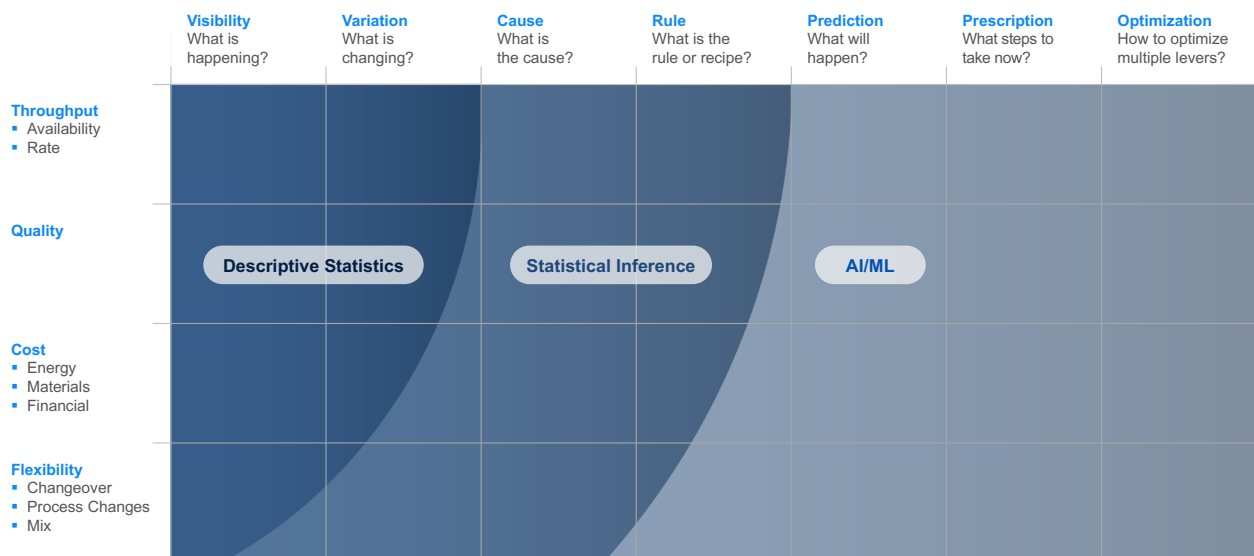 Visibility
What is
happening?
Variation
What is
changing?
Cause
What is
the cause?
Rule
What is the
rule or recipe?
Prediction
What will
happen?
Prescription
What steps to
take now?
Optimization
How to optimize
multiple levers?
Throughput
▪ Availability
▪ Rate
Quality
Descriptive Statistics
Statistical Inference
AI/ML
Cost
▪ Energy
▪ Materials
▪ Financial
Flexibility
▪ Changeover
▪ Process Changes
▪ Mix